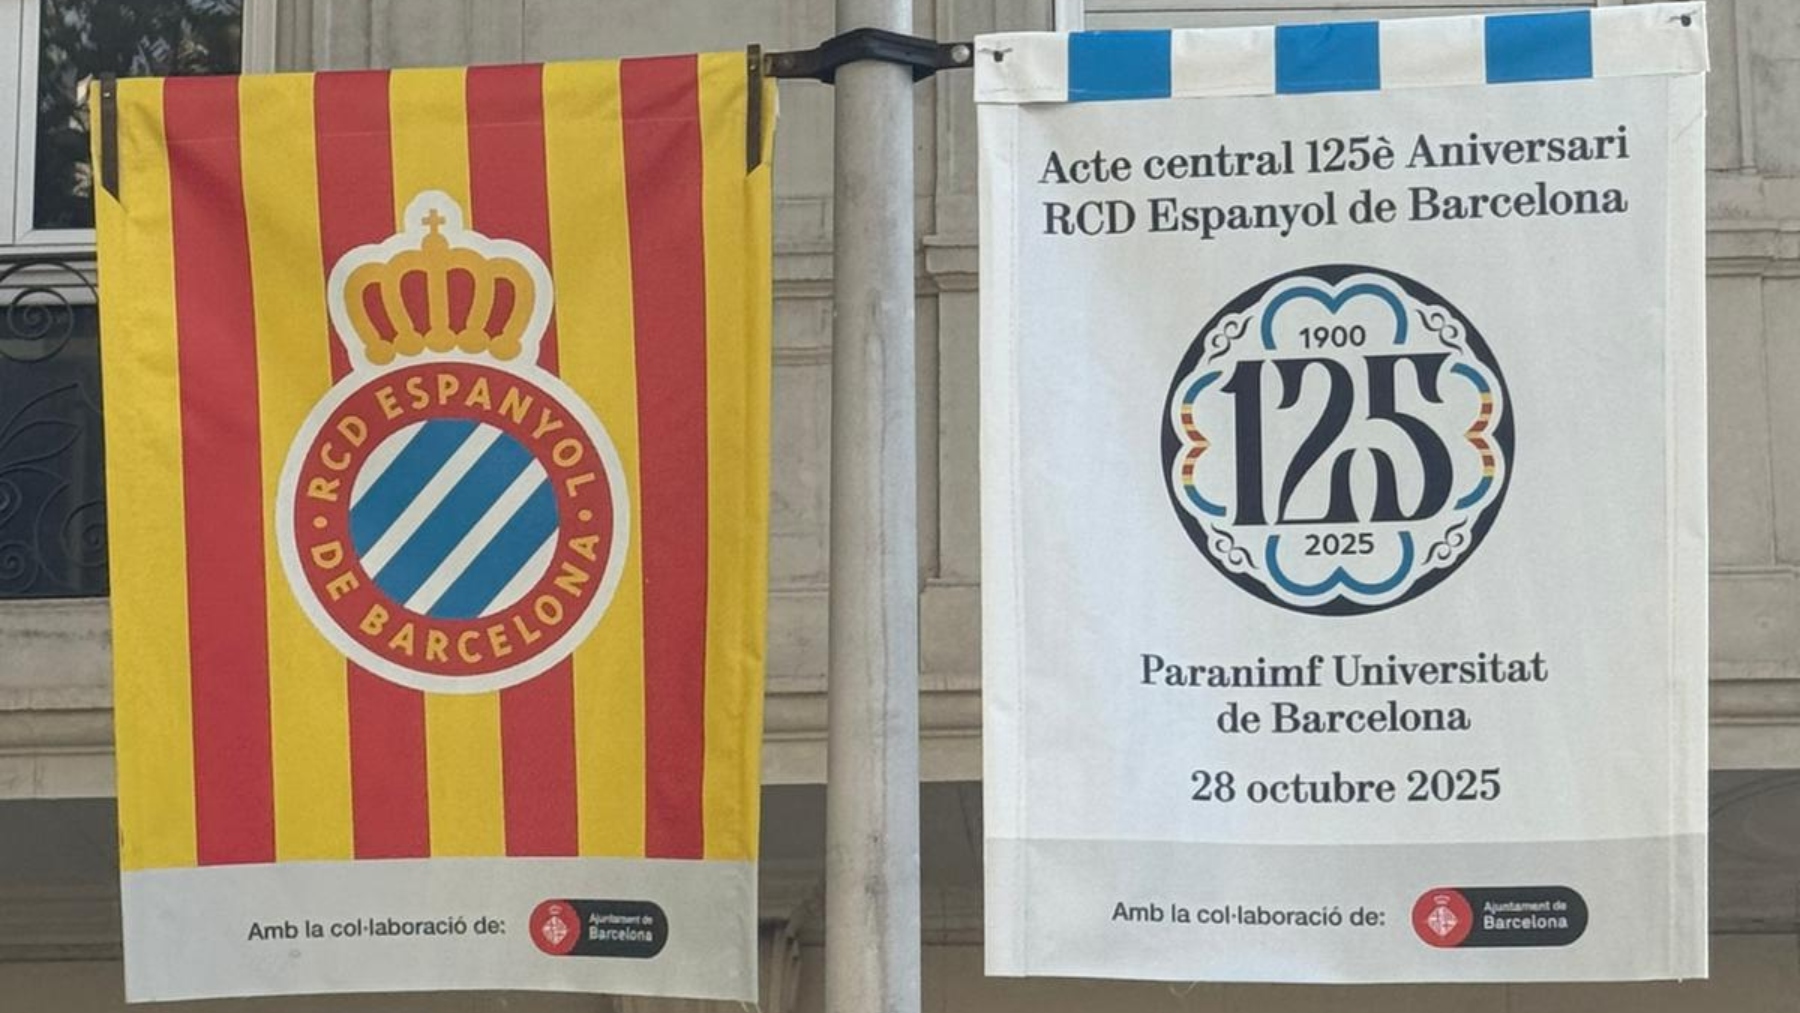 RCD ESPANYOL
DE BARCELONA
Amb la col·laboració de:
Ajuntament de
Barcelona
Acte central 125è Aniversari
RCD Espanyol de Barcelona
1900
125
2025
Paranimf Universitat
de Barcelona
28 octubre 2025
Amb la col·laboració de:
Ajuntament de
Barcelona